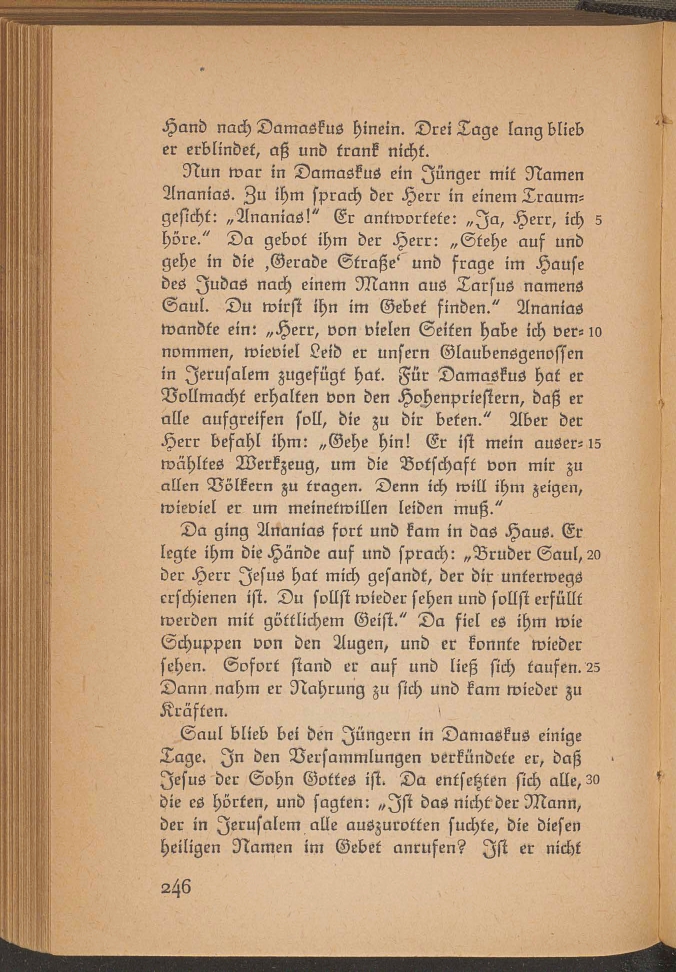 Hand nach Damaskus hinein. Drei Tage lang blieb
er erblindet, aß und trank nicht.
Nun war in Damaskus ein Jünger mit Namen
Ananias. Zu ihm sprach der Herr in einem Traum-
gesicht: „Ananias!“ Er antwortete: „Ja, Herr, ich 5
höre.“ Da gebot ihm der Herr: „Stehe auf und
gehe in die ‚Gerade Straße‘ und frage im Hause
des Judas nach einem Mann aus Tarsus namens
Saul. Du wirst ihn im Gebet finden.“ Ananias
wandte ein: „Herr, von vielen Seiten habe ich ver- 10
nommen, wieviel Leid er unsern Glaubensgenossen
in Jerusalem zugefügt hat. Für Damaskus hat er
Vollmacht erhalten von den Hohenpriestern, daß er
alle aufgreifen soll, die zu dir beten.“ Aber der
Herr befahl ihm: „Gehe hin! Er ist mein auser- 15
wähltes Werkzeug, um die Botschaft von mir zu
allen Völkern zu tragen. Denn ich will ihm zeigen,
wieviel er um meinetwillen leiden muß.“
Da ging Ananias fort und kam in das Haus. Er
legte ihm die Hände auf und sprach: „Bruder Saul, 20
der Herr Jesus hat mich gesandt, der dir unterwegs
erschienen ist. Du sollst wieder sehen und sollst erfüllt
werden mit göttlichem Geist.“ Da fiel es ihm wie
Schuppen von den Augen, und er konnte wieder
sehen. Sofort stand er auf und ließ sich taufen. 25
Dann nahm er Nahrung zu sich und kam wieder zu
Kräften.
Saul blieb bei den Jüngern in Damaskus einige
Tage. In den Versammlungen verkündete er, daß
Jesus der Sohn Gottes ist. Da entsetzten sich alle, 30
die es hörten, und sagten: „Ist das nicht der Mann,
der in Jerusalem alle auszurotten suchte, die diesen
heiligen Namen im Gebet anrufen? Ist er nicht
246